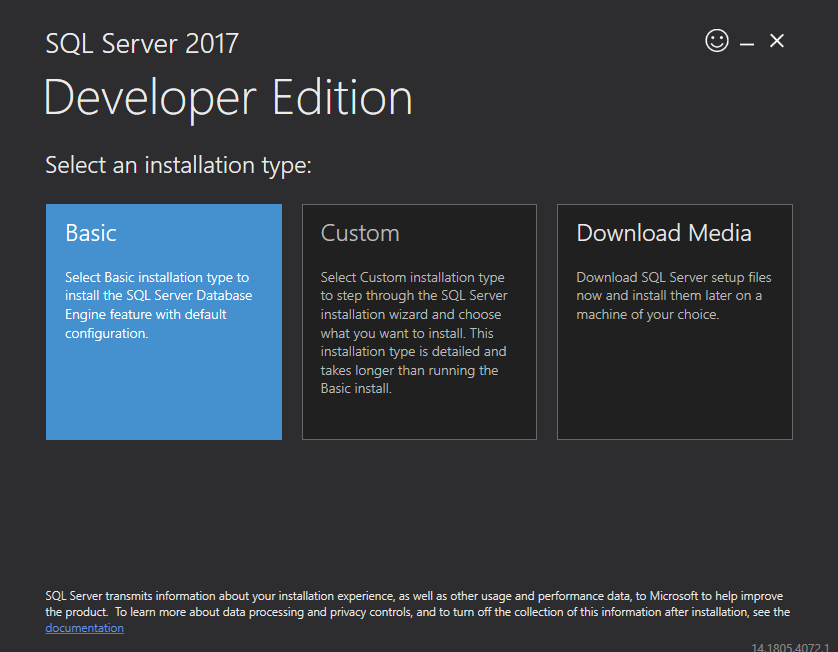 SQL Server 2017
Developer Edition
Select an installation type:
Basic
Select Basic installation type to
install the SQL Server Database
Engine feature with default
configuration.
Custom
Select Custom installation type
to step through the SQL Server
installation wizard and choose
what you want to install. This
installation type is detailed and
takes longer than running the
Basic install.
Download Media
Download SQL Server setup files
now and install them later on a
machine of your choice.
SQL Server transmits information about your installation experience, as well as other usage and performance data, to Microsoft to help improve
the product.  To learn more about data processing and privacy controls, and to turn off the collection of this information after installation, see the
documentation
14.1805.4072.1